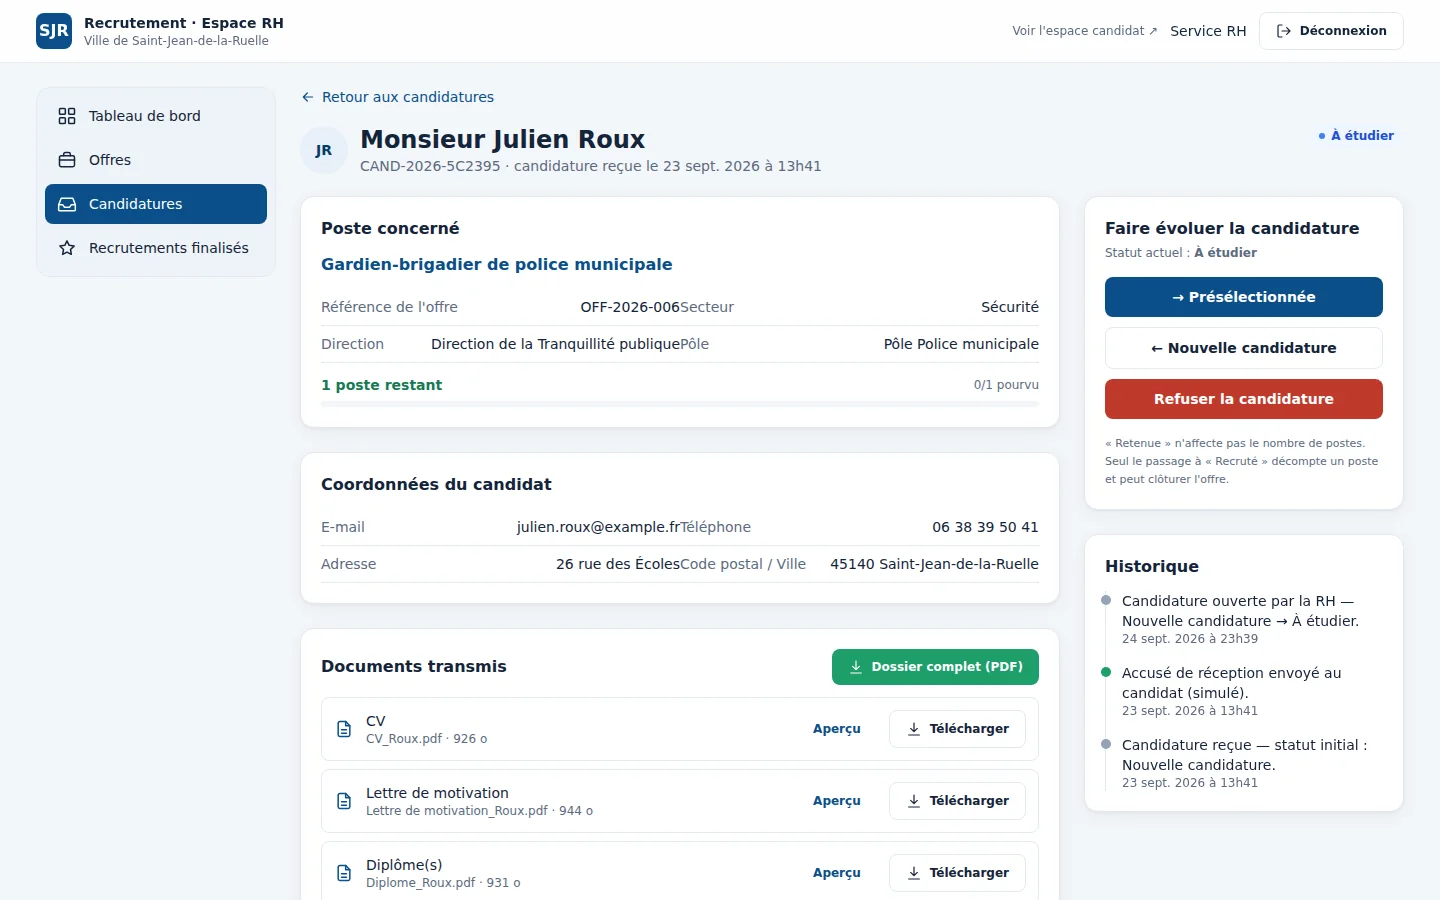 SJR
Recrutement · Espace RH
Ville de Saint-Jean-de-la-Ruelle
Voir l'espace candidat ↗
Service RH
Déconnexion
Tableau de bord
Offres
Candidatures
Recrutements finalisés
← Retour aux candidatures
JR
Monsieur Julien Roux
CAND-2026-5C2395 · candidature reçue le 23 sept. 2026 à 13h41
À étudier
Poste concerné
Gardien-brigadier de police municipale
Référence de l'offre OFF-2026-006
Secteur Sécurité
Direction Direction de la Tranquillité publique
Pôle Pôle Police municipale
1 poste restant
0/1 pourvu
Coordonnées du candidat
E-mail julien.roux@example.fr
Téléphone 06 38 39 50 41
Adresse 26 rue des Écoles
Code postal / Ville 45140 Saint-Jean-de-la-Ruelle
Documents transmis
Dossier complet (PDF)
CV
CV_Roux.pdf · 926 o
Aperçu
Télécharger
Lettre de motivation
Lettre de motivation_Roux.pdf · 944 o
Aperçu
Télécharger
Diplôme(s)
Diplome_Roux.pdf · 931 o
Aperçu
Télécharger
Faire évoluer la candidature
Statut actuel : À étudier
→ Présélectionnée
← Nouvelle candidature
Refuser la candidature
« Retenue » n'affecte pas le nombre de postes.
Seul le passage à « Recruté » décompte un poste
et peut clôturer l'offre.
Historique
Candidature ouverte par la RH —
Nouvelle candidature → À étudier.
24 sept. 2026 à 23h39
Accusé de réception envoyé au
candidat (simulé).
23 sept. 2026 à 13h41
Candidature reçue — statut initial :
Nouvelle candidature.
23 sept. 2026 à 13h41